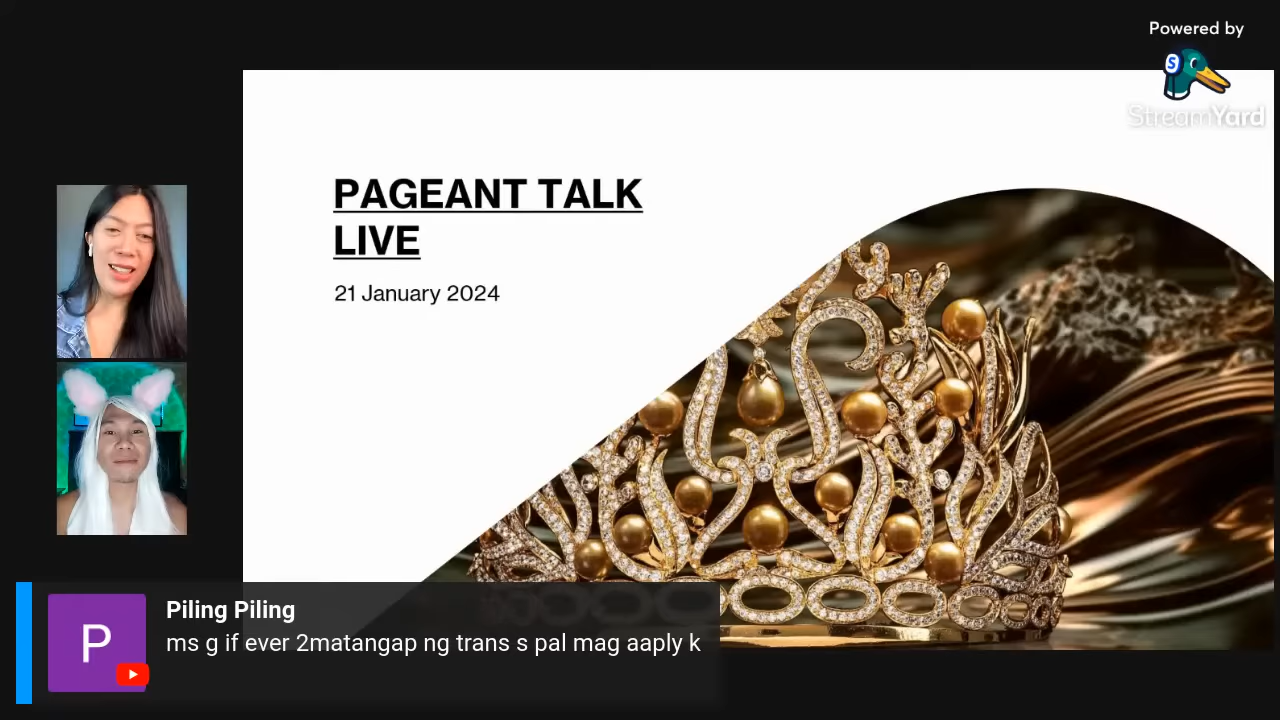 Powered by
StreamYard
PAGEANT TALK
LIVE
21 January 2024
P
Piling Piling
ms g if ever 2matangap ng trans s pal mag aaply k